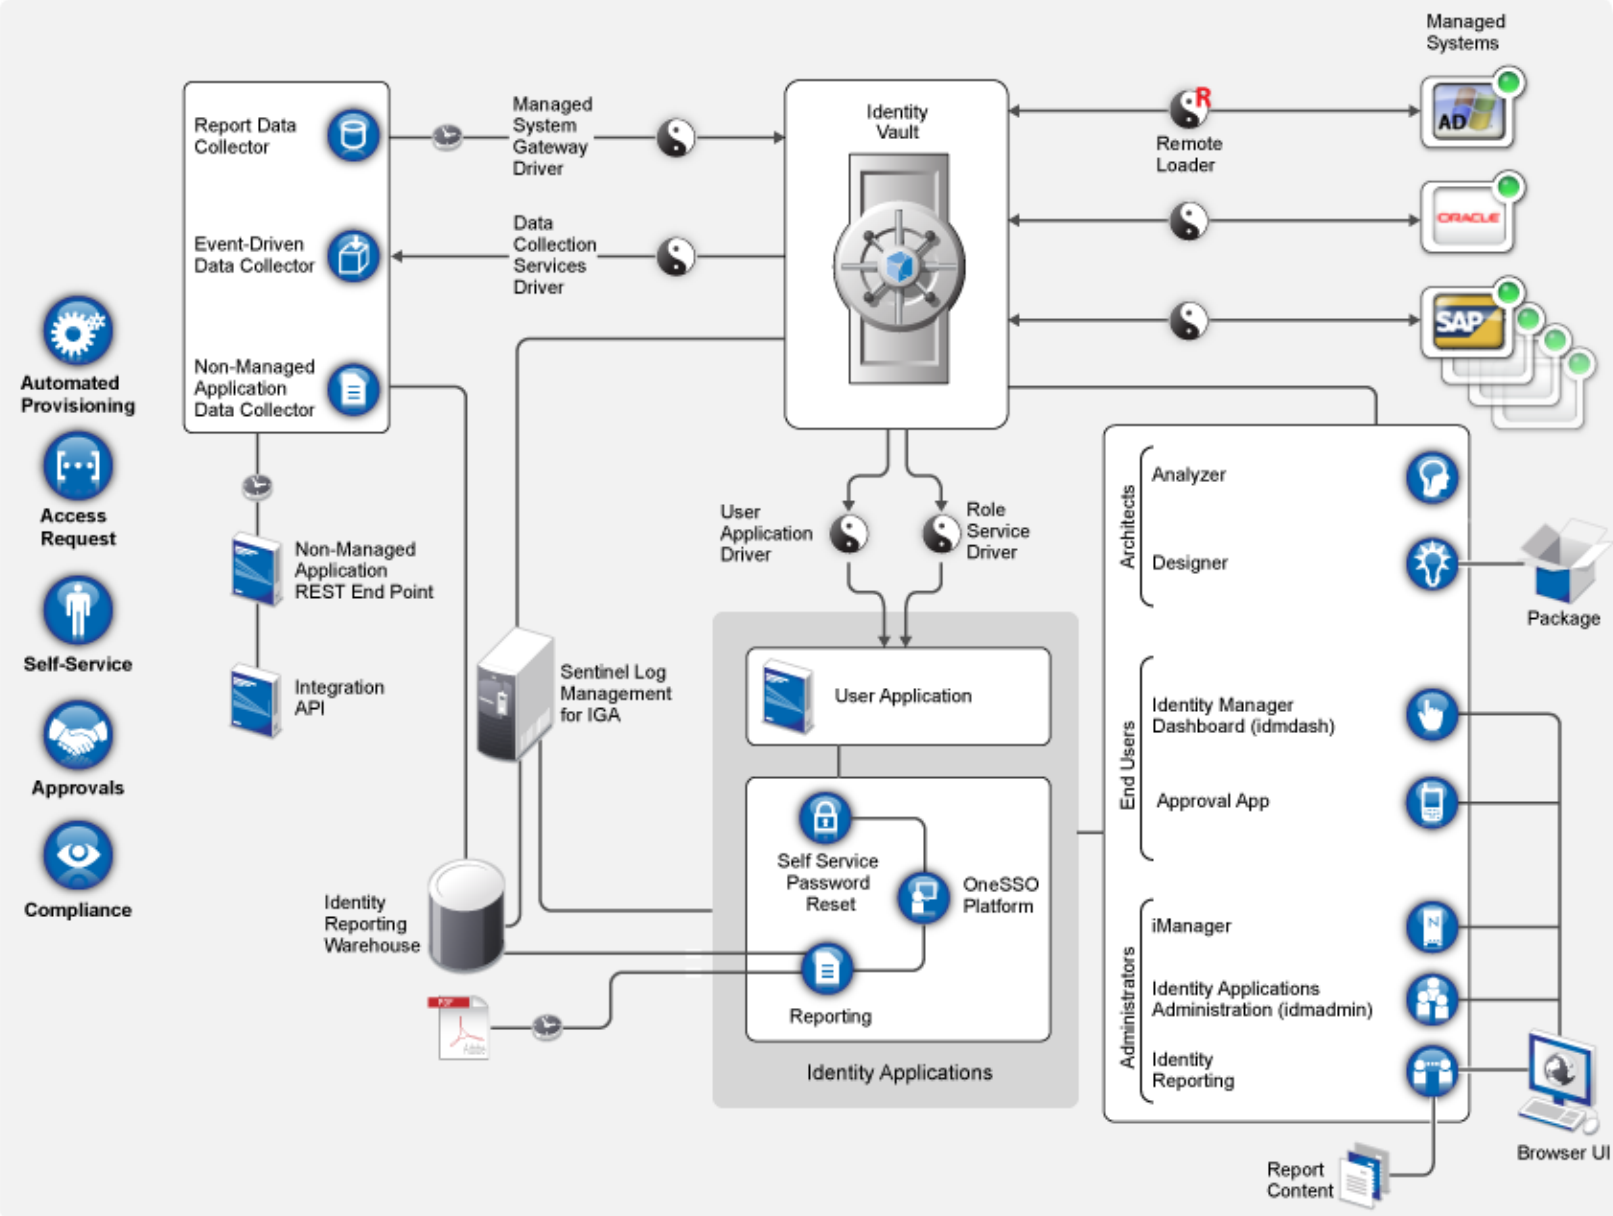 Managed
Systems
AD
R
Remote
Loader
ORACLE
SAP
Identity
Vault
Report Data
Collector
Managed
System
Gateway
Driver
Event-Driven
Data Collector
Data
Collection
Services
Driver
Non-Managed
Application
Data Collector
Automated
Provisioning
Access
Request
Self-Service
Approvals
Compliance
Non-Managed
Application
REST End Point
Integration
API
Sentinel Log
Management
for IGA
User
Application
Driver
Role
Service
Driver
User Application
Self Service
Password
Reset
OneSSO
Platform
Reporting
Identity Applications
Identity
Reporting
Warehouse
PDF
Adobe
Architects
Analyzer
Designer
Package
End Users
Identity Manager
Dashboard (idmdash)
Approval App
Administrators
iManager
N
Identity Applications
Administration (idmadmin)
Identity
Reporting
Browser UI
Report
Content